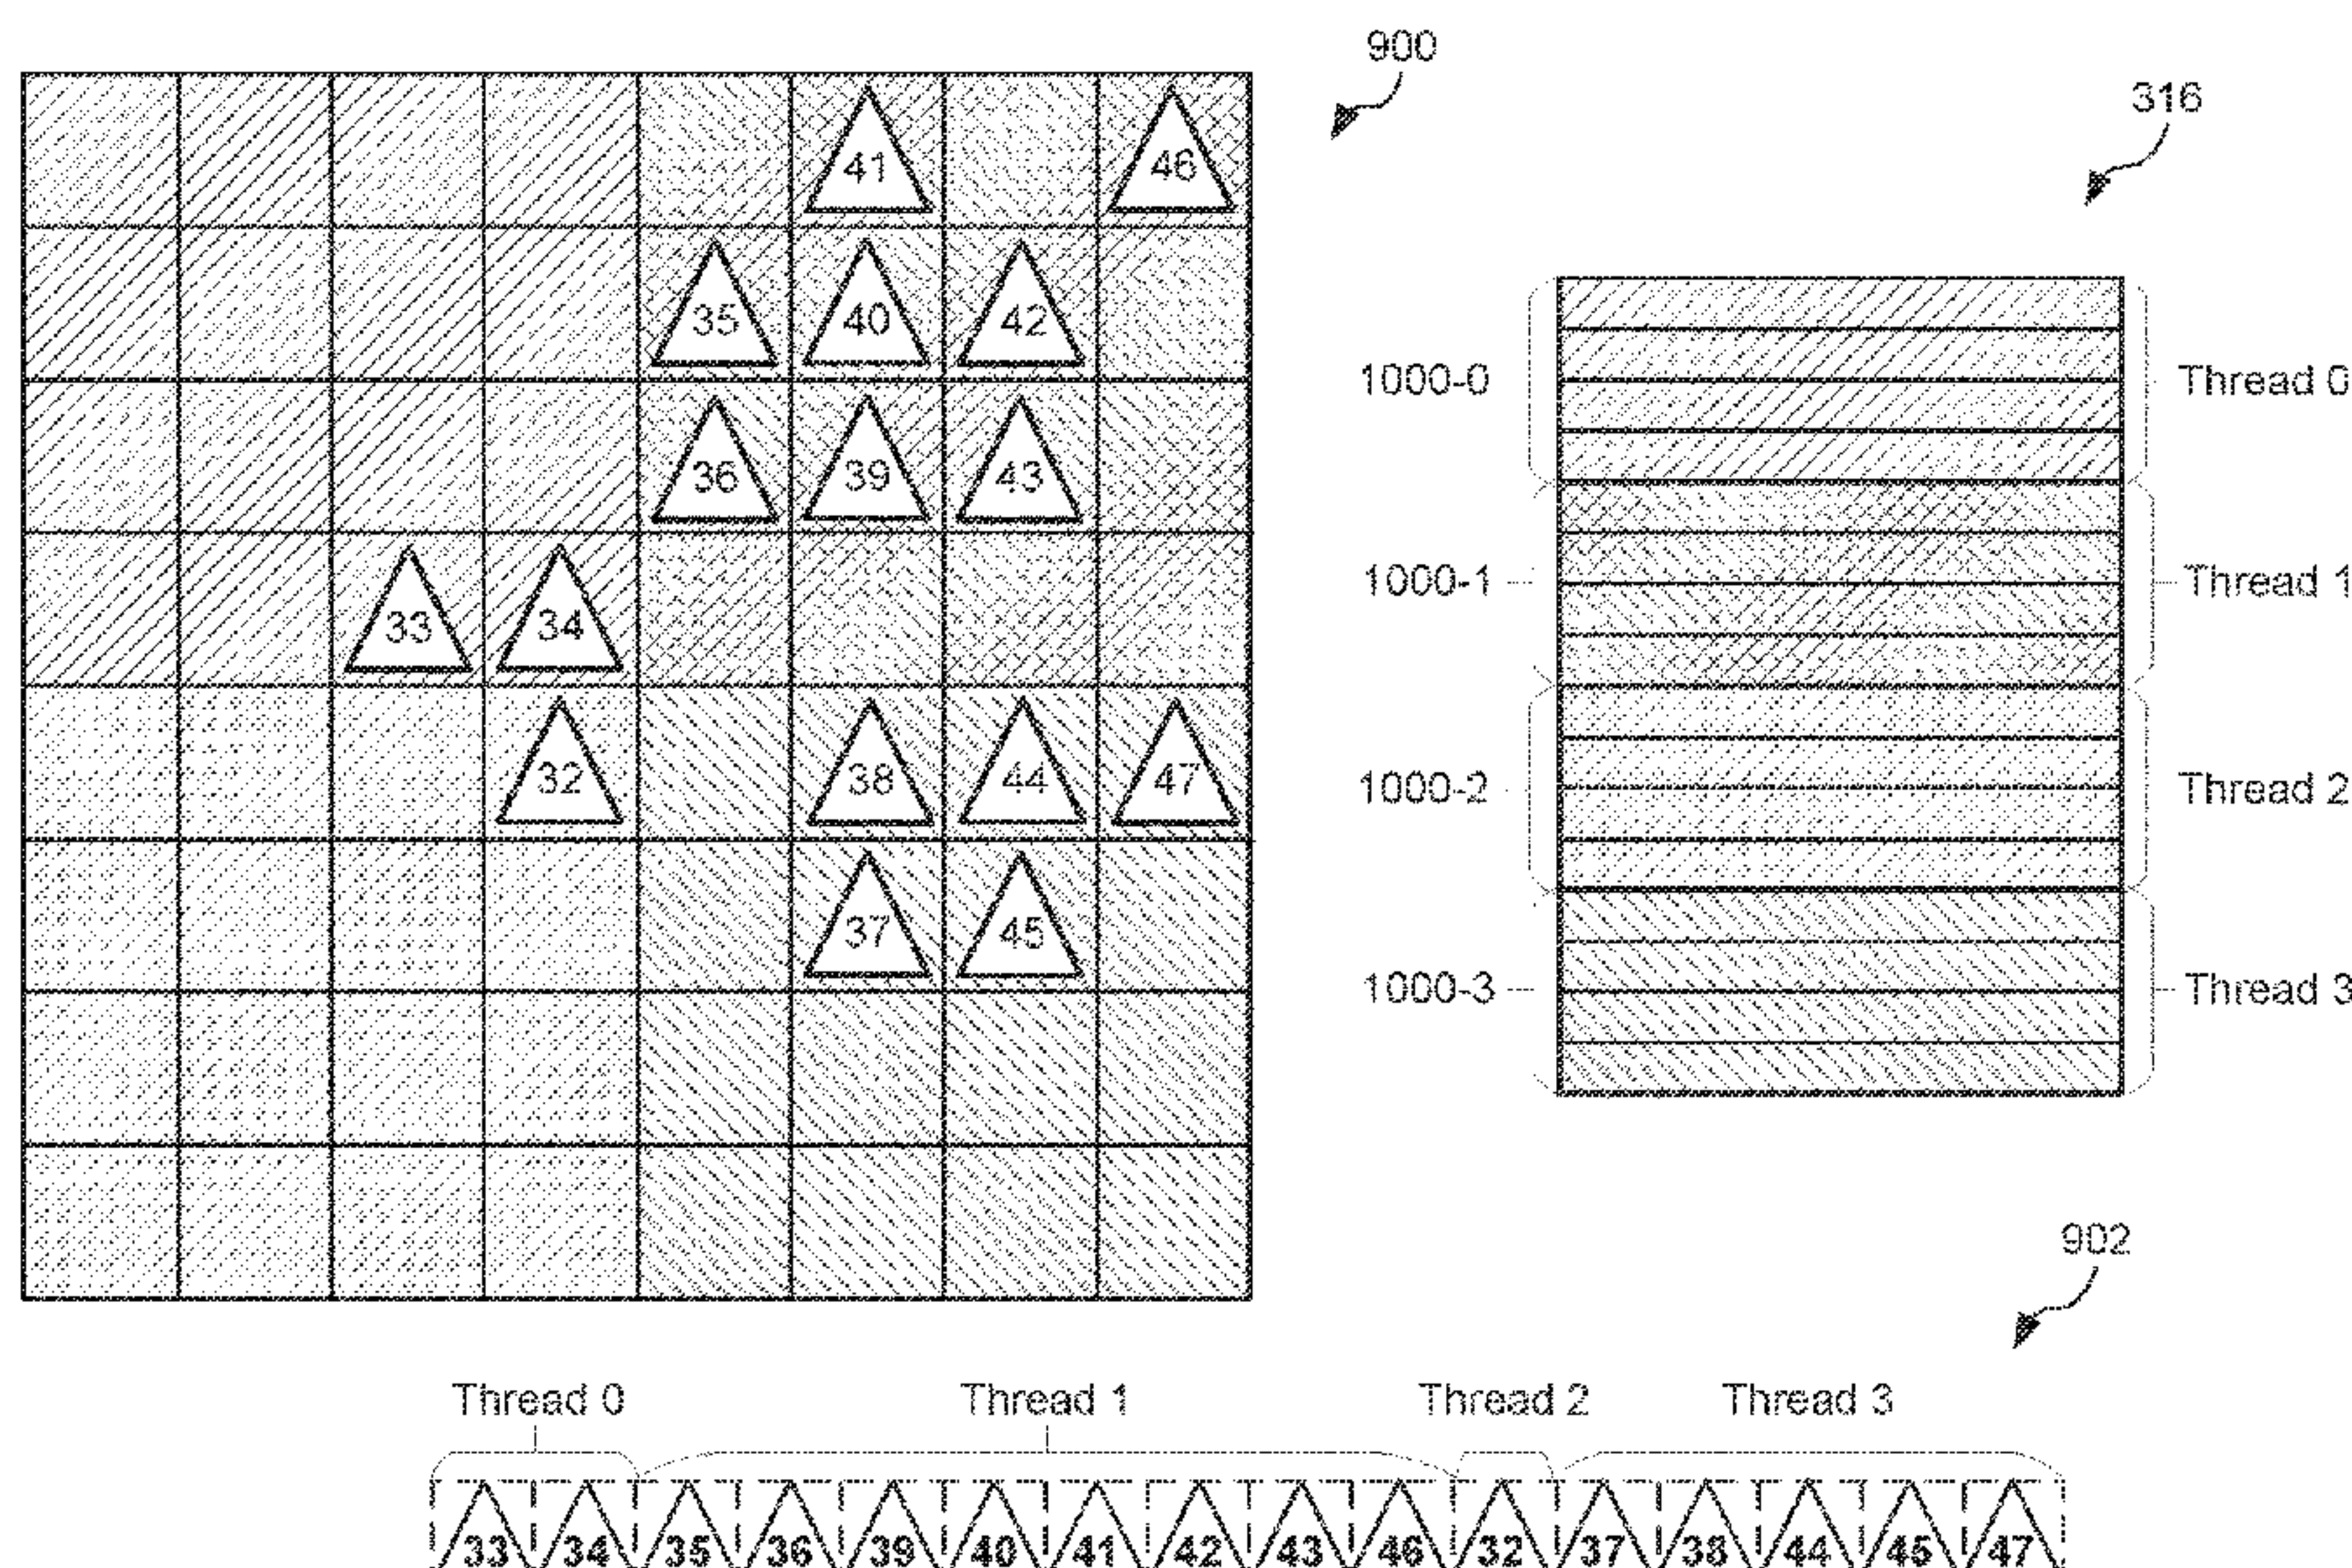 900
316
41 46
35 40 42
36 39 43
33 34
32 38 44 47
37 45
1000-0 Thread 0
1000-1 Thread 1
1000-2 Thread 2
1000-3 Thread 3
902
Thread 0 Thread 1 Thread 2 Thread 3
33 34 35 36 39 40 41 42 43 46 32 37 38 44 45 47